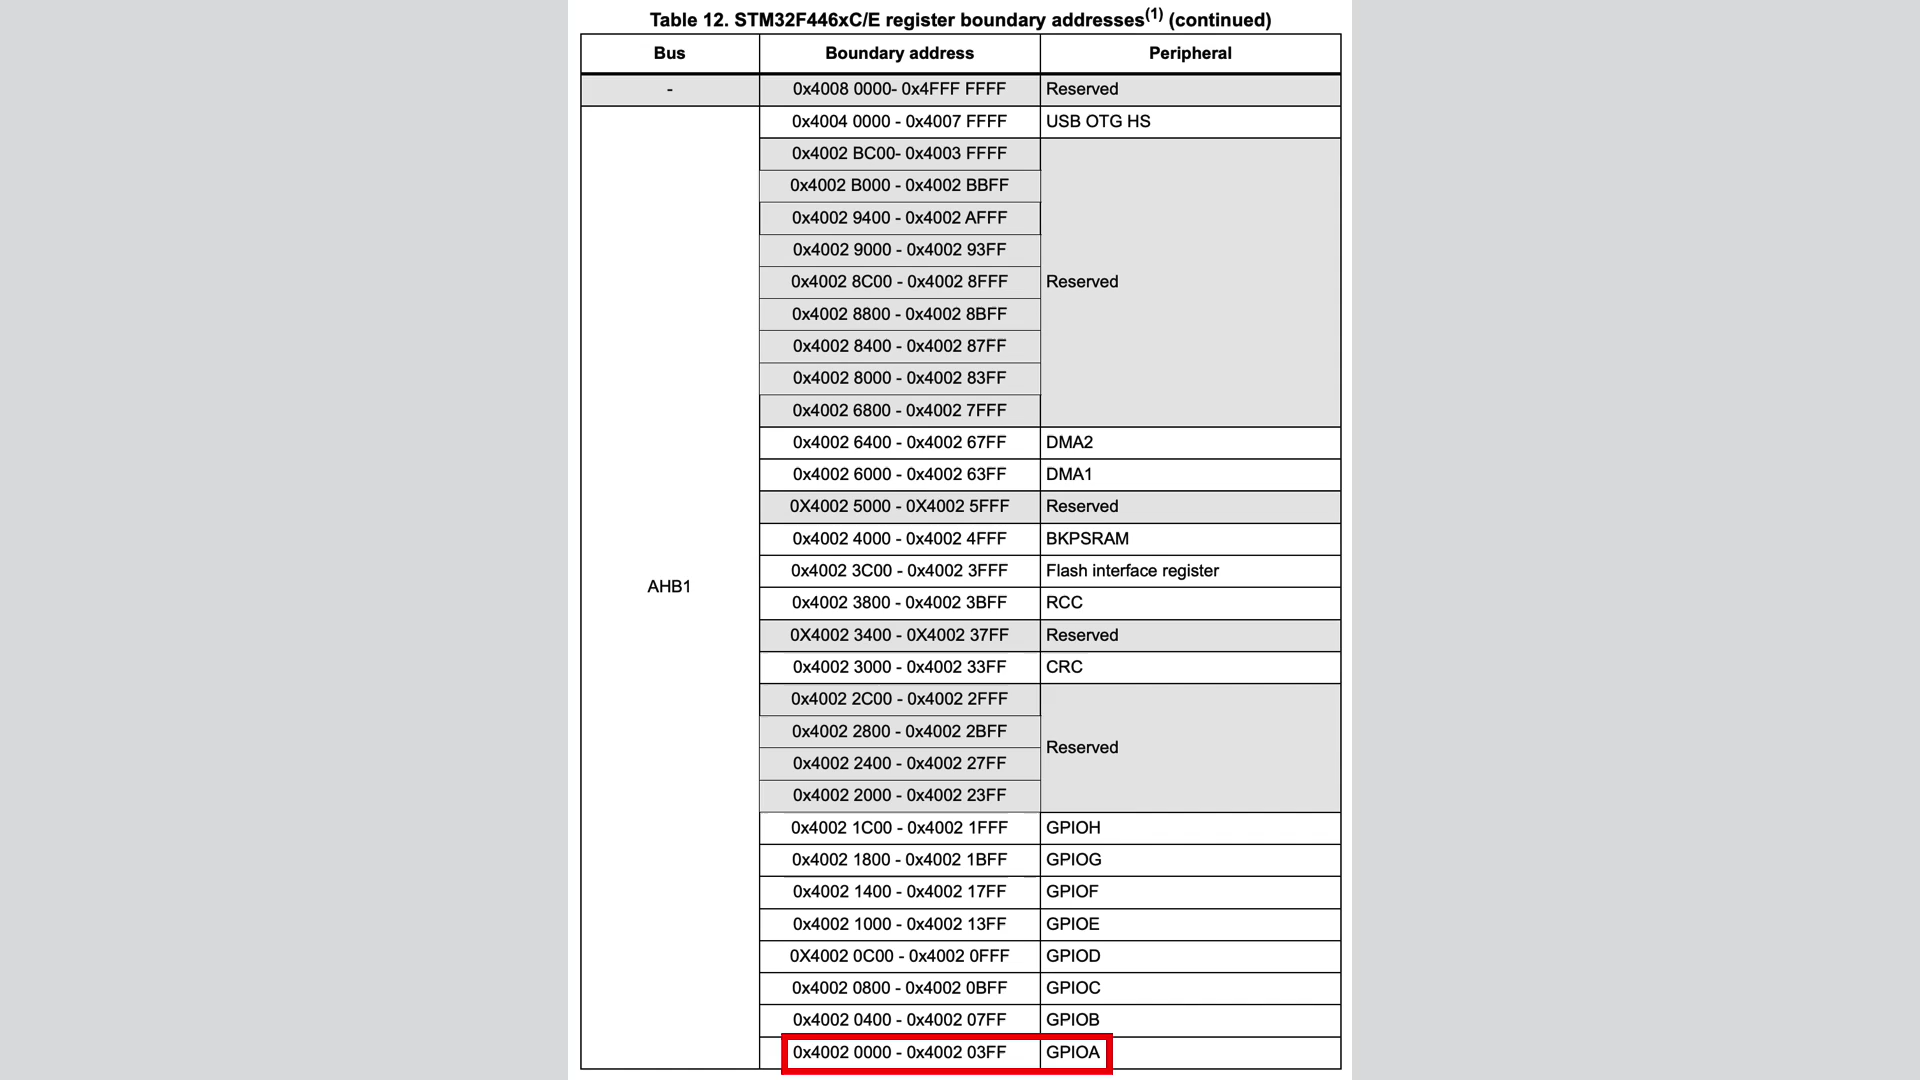 Table 12. STM32F446xC/E register boundary addresses(1) (continued)
Bus Boundary address Peripheral
- 0x4008 0000- 0x4FFF FFFF Reserved
AHB1
0x4004 0000 - 0x4007 FFFF USB OTG HS
0x4002 BC00- 0x4003 FFFF
0x4002 B000 - 0x4002 BBFF
0x4002 9400 - 0x4002 AFFF
0x4002 9000 - 0x4002 93FF
0x4002 8C00 - 0x4002 8FFF Reserved
0x4002 8800 - 0x4002 8BFF
0x4002 8400 - 0x4002 87FF
0x4002 8000 - 0x4002 83FF
0x4002 6800 - 0x4002 7FFF
0x4002 6400 - 0x4002 67FF DMA2
0x4002 6000 - 0x4002 63FF DMA1
0X4002 5000 - 0X4002 5FFF Reserved
0x4002 4000 - 0x4002 4FFF BKPSRAM
0x4002 3C00 - 0x4002 3FFF Flash interface register
0x4002 3800 - 0x4002 3BFF RCC
0X4002 3400 - 0X4002 37FF Reserved
0x4002 3000 - 0x4002 33FF CRC
0x4002 2C00 - 0x4002 2FFF
0x4002 2800 - 0x4002 2BFF
Reserved
0x4002 2400 - 0x4002 27FF
0x4002 2000 - 0x4002 23FF
0x4002 1C00 - 0x4002 1FFF GPIOH
0x4002 1800 - 0x4002 1BFF GPIOG
0x4002 1400 - 0x4002 17FF GPIOF
0x4002 1000 - 0x4002 13FF GPIOE
0X4002 0C00 - 0x4002 0FFF GPIOD
0x4002 0800 - 0x4002 0BFF GPIOC
0x4002 0400 - 0x4002 07FF GPIOB
0x4002 0000 - 0x4002 03FF GPIOA